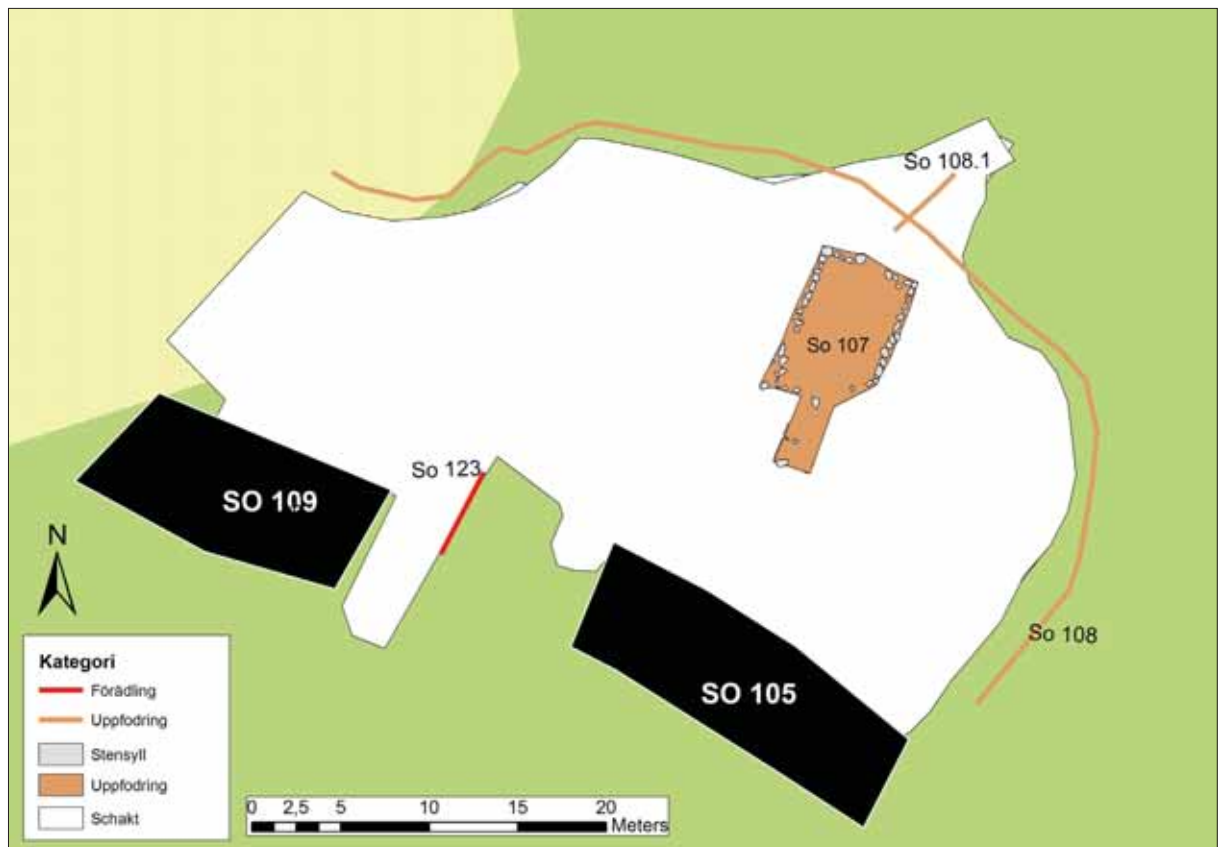 So 108.1
So 107
So 123
SO 109
N
So 108
SO 105
Kategori
Förädling
Uppfodring
Stensyll
Uppfodring
Schakt
0 2,5 5 10 15 20
Meters